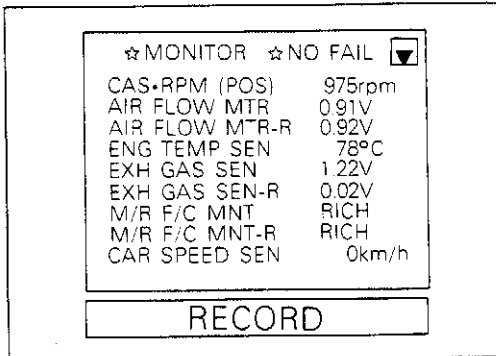 ☆MONITOR ☆NO FAIL ▼
CAS•RPM (POS) 975rpm
AIR FLOW MTR 0.91V
AIR FLOW MTR-R 0.92V
ENG TEMP SEN 78°C
EXH GAS SEN 1.22V
EXH GAS SEN-R 0.02V
M/R F/C MNT RICH
M/R F/C MNT-R RICH
CAR SPEED SEN 0km/h
RECORD